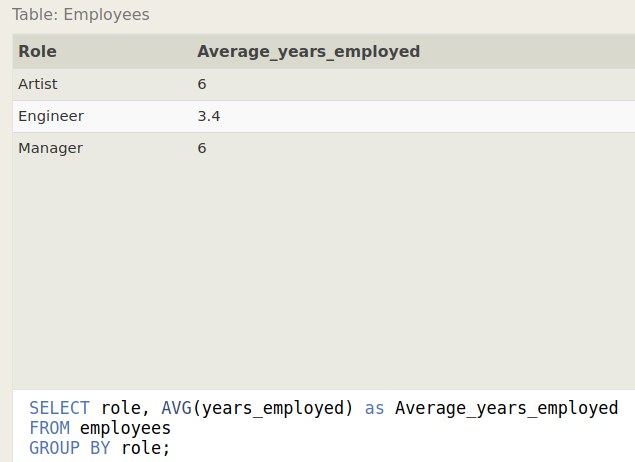 Table: Employees
Role Average_years_employed
Artist 6
Engineer 3.4
Manager 6
SELECT role, AVG(years_employed) as Average_years_employed
FROM employees
GROUP BY role;